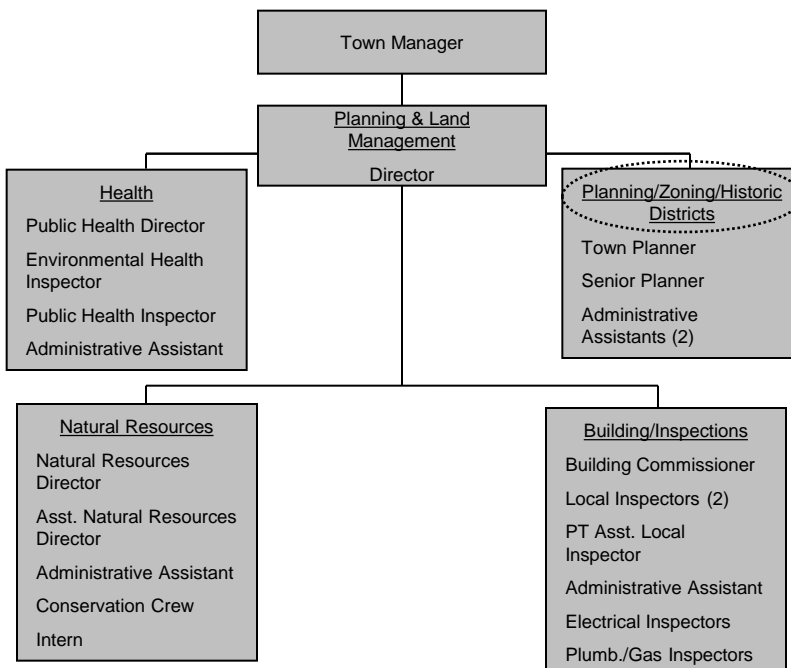 Town Manager
Planning & Land
Management
Director
Health
Public Health Director
Environmental Health
Inspector
Public Health Inspector
Administrative Assistant
Planning/Zoning/Historic
Districts
Town Planner
Senior Planner
Administrative
Assistants (2)
Natural Resources
Natural Resources
Director
Asst. Natural Resources
Director
Administrative Assistant
Conservation Crew
Intern
Building/Inspections
Building Commissioner
Local Inspectors (2)
PT Asst. Local
Inspector
Administrative Assistant
Electrical Inspectors
Plumb./Gas Inspectors